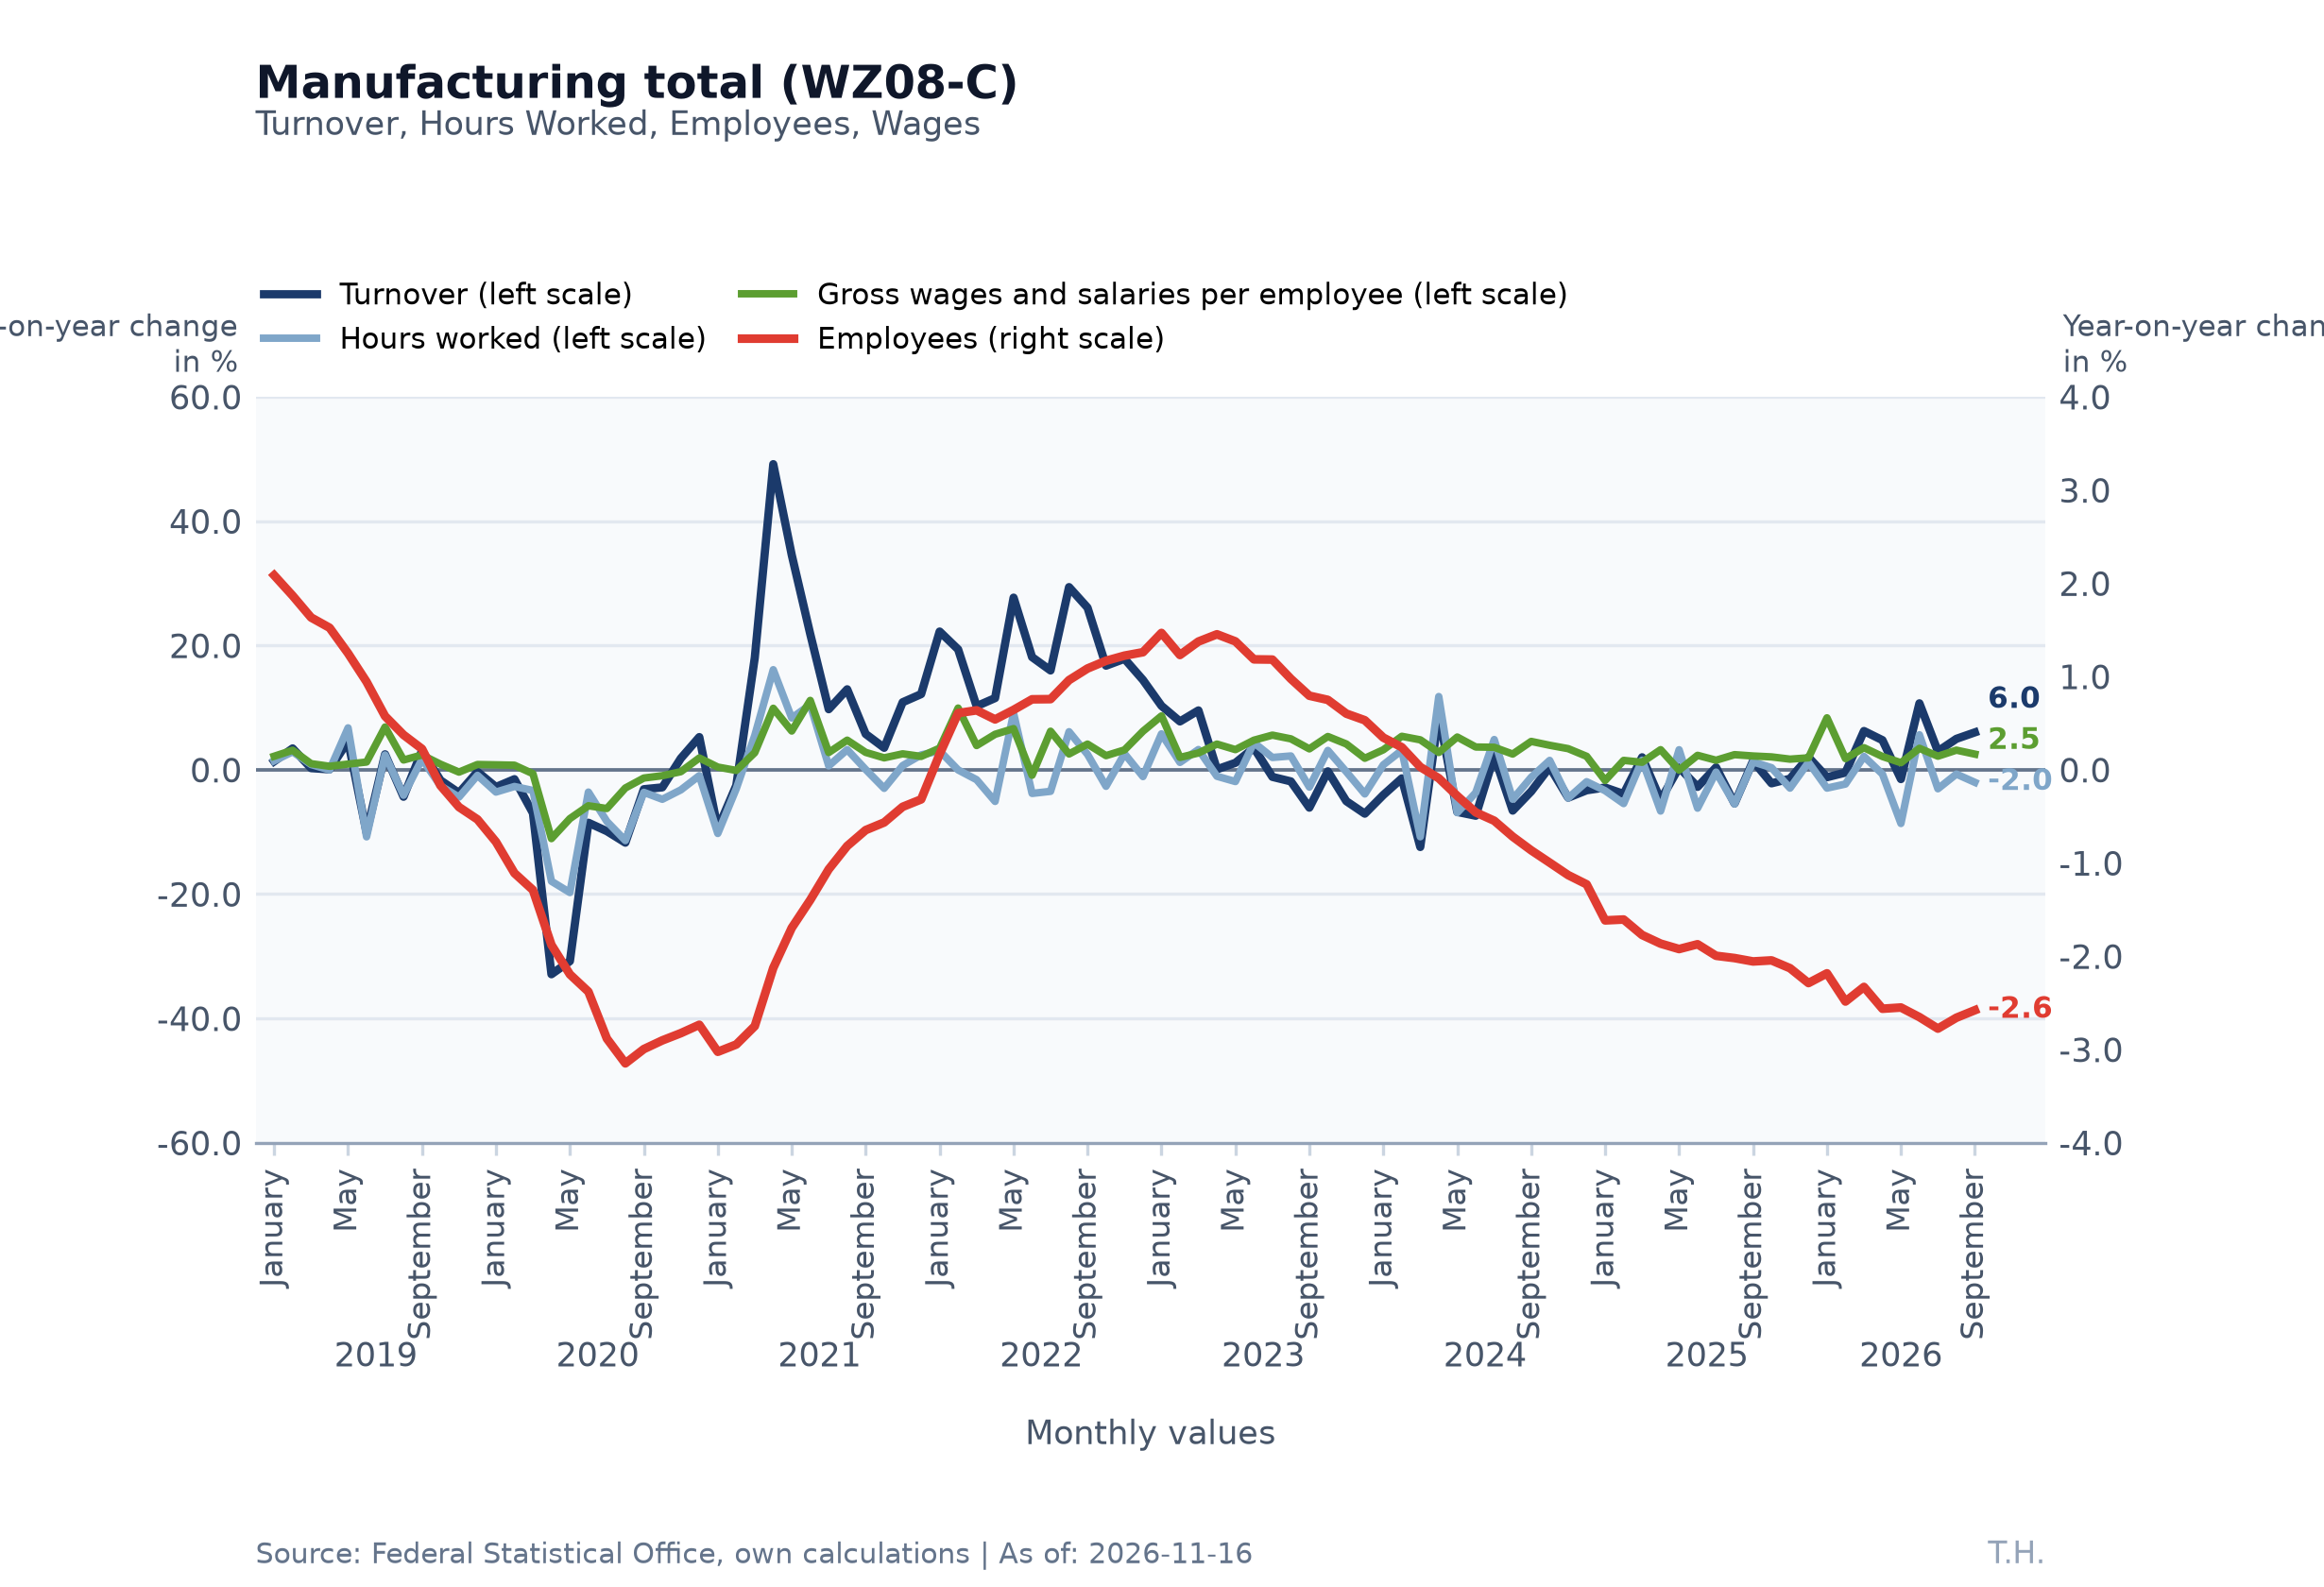 Manufacturing total (WZ08-C)
Turnover, Hours Worked, Employees, Wages
Turnover (left scale)
Hours worked (left scale)
Gross wages and salaries per employee (left scale)
Employees (right scale)
-on-year change
in %
Year-on-year chan
in %
60.0
40.0
20.0
0.0
-20.0
-40.0
-60.0
4.0
3.0
2.0
1.0
0.0
-1.0
-2.0
-3.0
-4.0
6.0
2.5
-2.0
-2.6
January
May
September
January
May
September
January
May
September
January
May
September
January
May
September
January
May
September
January
May
September
January
May
September
2019
2020
2021
2022
2023
2024
2025
2026
Monthly values
Source: Federal Statistical Office, own calculations | As of: 2026-11-16
T.H.